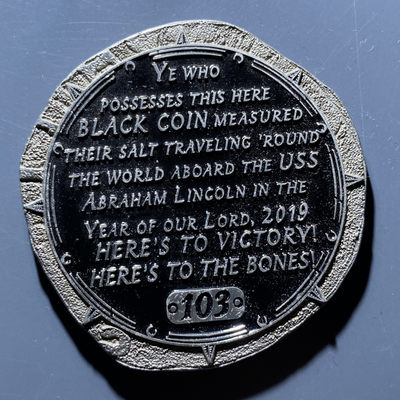 YE WHO
POSSESSES THIS HERE
BLACK COIN MEASURED
THEIR SALT TRAVELING 'ROUND
THE WORLD ABOARD THE USS
ABRAHAM LINCOLN IN THE
YEAR OF OUR LORD, 2019
HERE'S TO VICTORY!
HERE'S TO THE BONES!
103